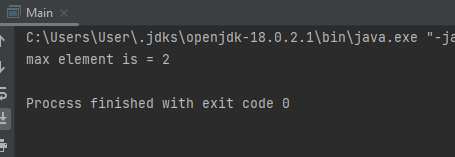 Main
C:\Users\User\.jdks\openjdk-18.0.2.1\bin\java.exe "-ja
max element is = 2
Process finished with exit code 0